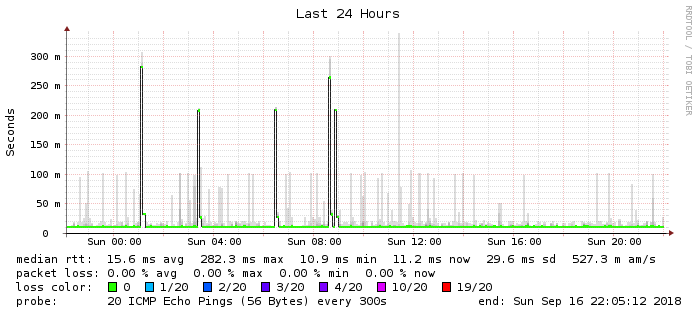 Last 24 Hours
RRDTOOL / TOBI OETIKER
Seconds
300 m
250 m
200 m
150 m
100 m
50 m
0
Sun 00:00 Sun 04:00 Sun 08:00 Sun 12:00 Sun 16:00 Sun 20:00
median rtt: 15.6 ms avg 282.3 ms max 10.9 ms min 11.2 ms now 29.6 ms sd 527.3 m am/s
packet loss: 0.00 % avg 0.00 % max 0.00 % min 0.00 % now
loss color: 0 1/20 2/20 3/20 4/20 10/20 19/20
probe: 20 ICMP Echo Pings (56 Bytes) every 300s end: Sun Sep 16 22:05:12 2018